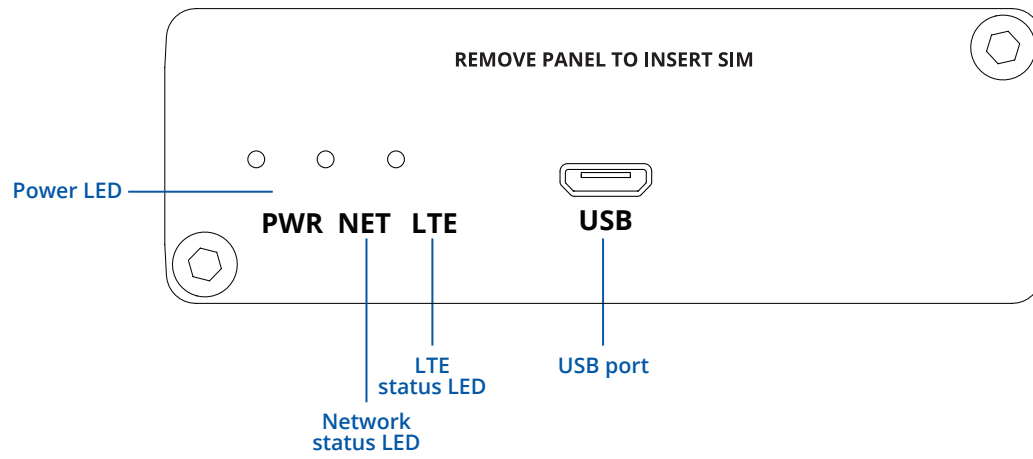 REMOVE PANEL TO INSERT SIM
Power LED
PWR NET LTE
USB
LTE
status LED
USB port
Network
status LED